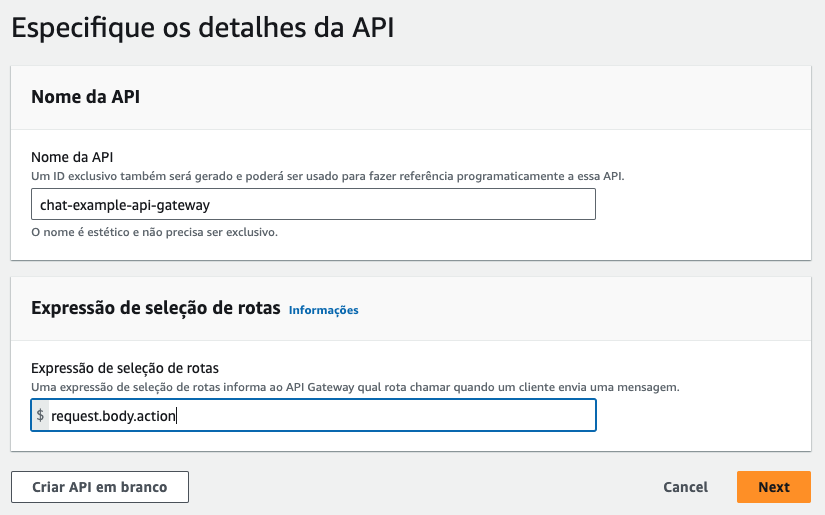 Especifique os detalhes da API
Nome da API
Nome da API
Um ID exclusivo também será gerado e poderá ser usado para fazer referência programaticamente a essa API.
chat-example-api-gateway
O nome é estético e não precisa ser exclusivo.
Expressão de seleção de rotas Informações
Expressão de seleção de rotas
Uma expressão de seleção de rotas informa ao API Gateway qual rota chamar quando um cliente envia uma mensagem.
$ request.body.action
Criar API em branco Cancel Next